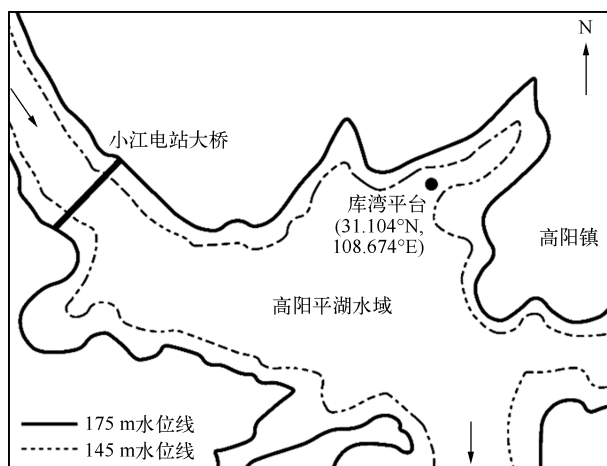 N
小江电站大桥
库湾平台
(31.104°N,
108.674°E)
高阳镇
高阳平湖水域
175 m水位线
145 m水位线